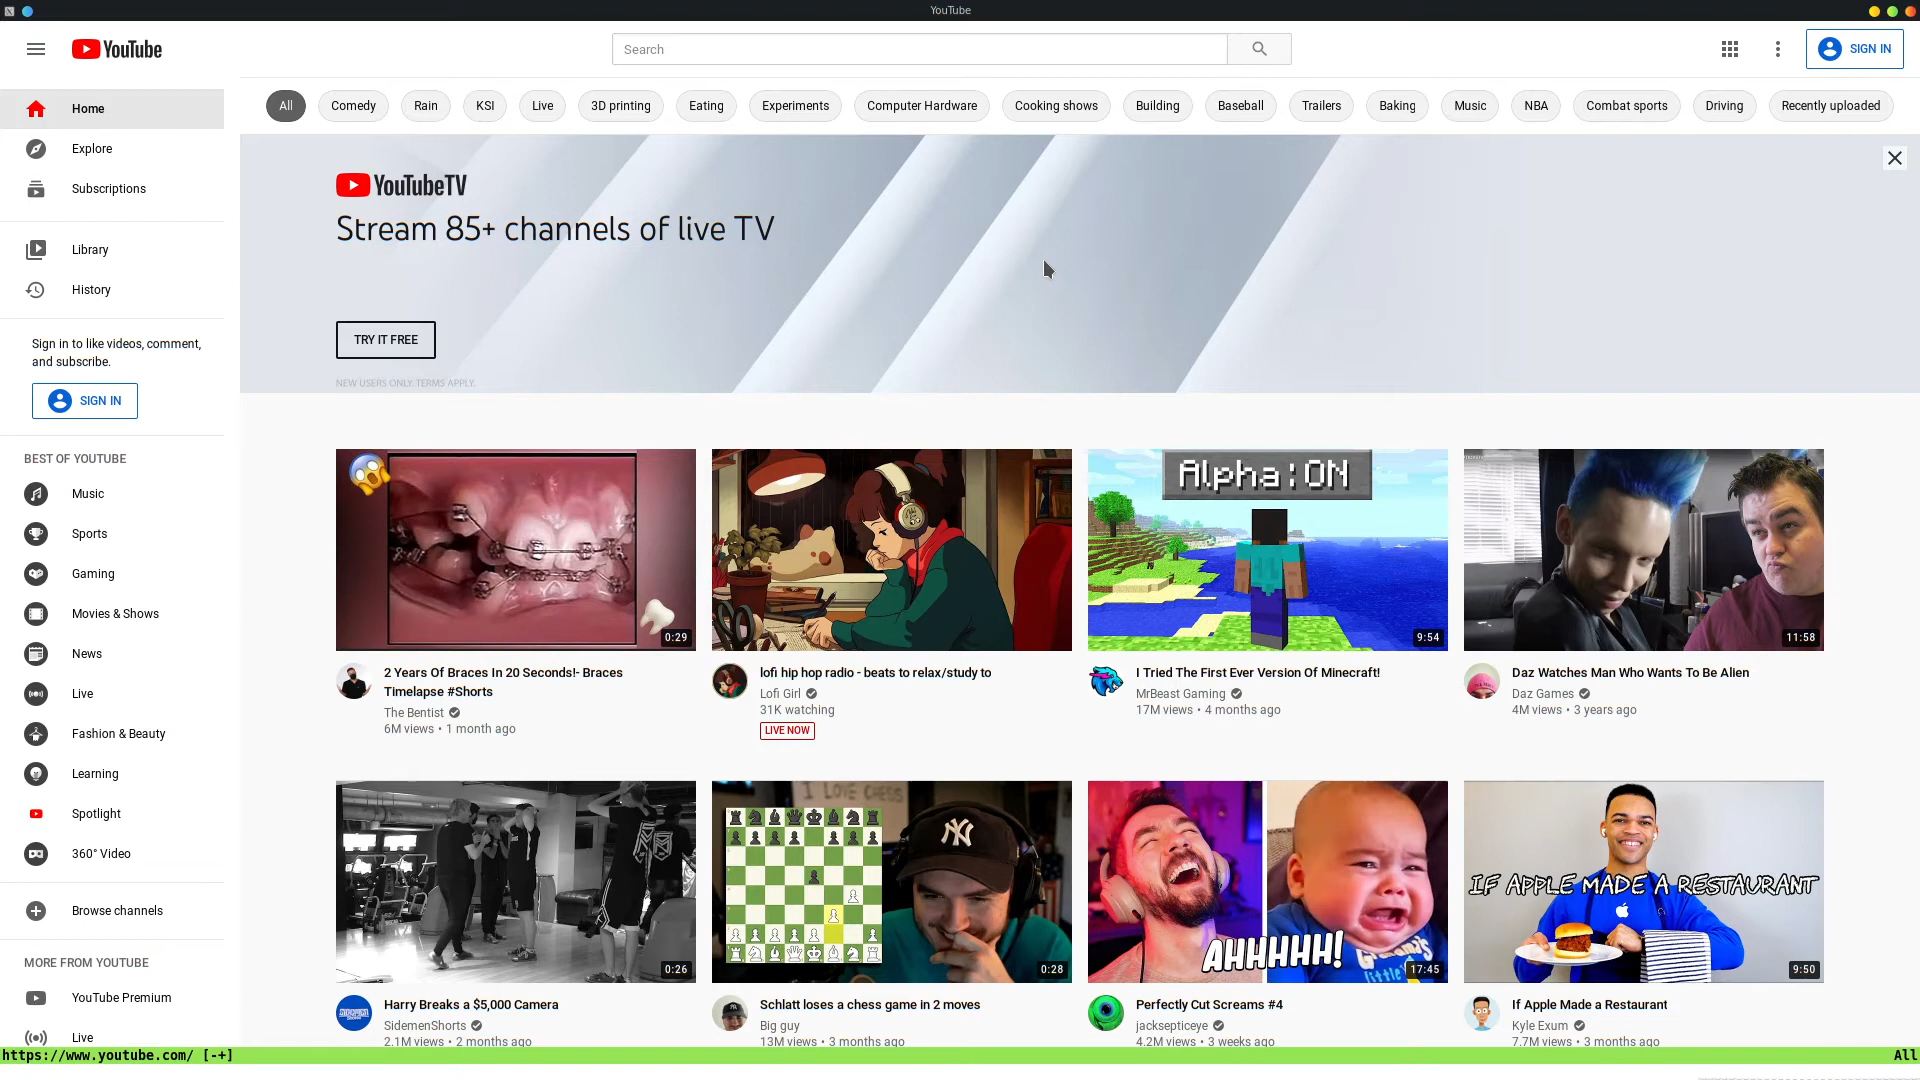 YouTube
YouTube
Search
SIGN IN
Home
Explore
Subscriptions
Library
History
Sign in to like videos, comment,
and subscribe.
SIGN IN
BEST OF YOUTUBE
Music
Sports
Gaming
Movies & Shows
News
Live
Fashion & Beauty
Learning
Spotlight
360° Video
Browse channels
MORE FROM YOUTUBE
YouTube Premium
Live
All
Comedy
Rain
KSI
Live
3D printing
Eating
Experiments
Computer Hardware
Cooking shows
Building
Baseball
Trailers
Baking
Music
NBA
Combat sports
Driving
Recently uploaded
YouTubeTV
Stream 85+ channels of live TV
TRY IT FREE
NEW USERS ONLY. TERMS APPLY.
0:29
2 Years Of Braces In 20 Seconds!- Braces
Timelapse #Shorts
The Bentist
6M views • 1 month ago
lofi hip hop radio - beats to relax/study to
Lofi Girl
31K watching
LIVE NOW
Alpha:ON
9:54
I Tried The First Ever Version Of Minecraft!
MrBeast Gaming
17M views • 4 months ago
11:58
Daz Watches Man Who Wants To Be Alien
Daz Games
4M views • 3 years ago
0:26
Harry Breaks a $5,000 Camera
SidemenShorts
2.1M views • 2 months ago
I LOVE CHESS
0:28
Schlatt loses a chess game in 2 moves
Big guy
13M views • 3 months ago
AHHHHH!
17:45
Perfectly Cut Screams #4
jacksepticeye
4.2M views • 3 weeks ago
IF APPLE MADE A RESTAURANT
9:50
If Apple Made a Restaurant
Kyle Exum
7.7M views • 3 months ago
https://www.youtube.com/ [-+]
All